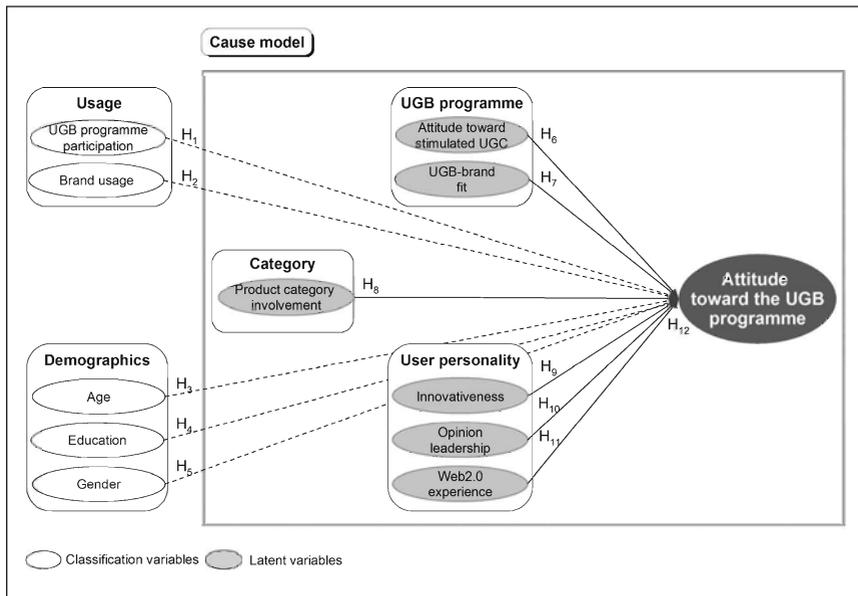 Cause model
Usage
UGB programme
participation
Brand usage
H1
H2
UGB programme
Attitude toward
stimulated UGC
UGB-brand
fit
H6
H7
Category
Product category
involvement
H8
Attitude
toward the UGB
programme
H12
Demographics
Age
Education
Gender
H3
H4
H5
User personality
Innovativeness
Opinion
leadership
Web2.0
experience
H9
H10
H11
Classification variables
Latent variables